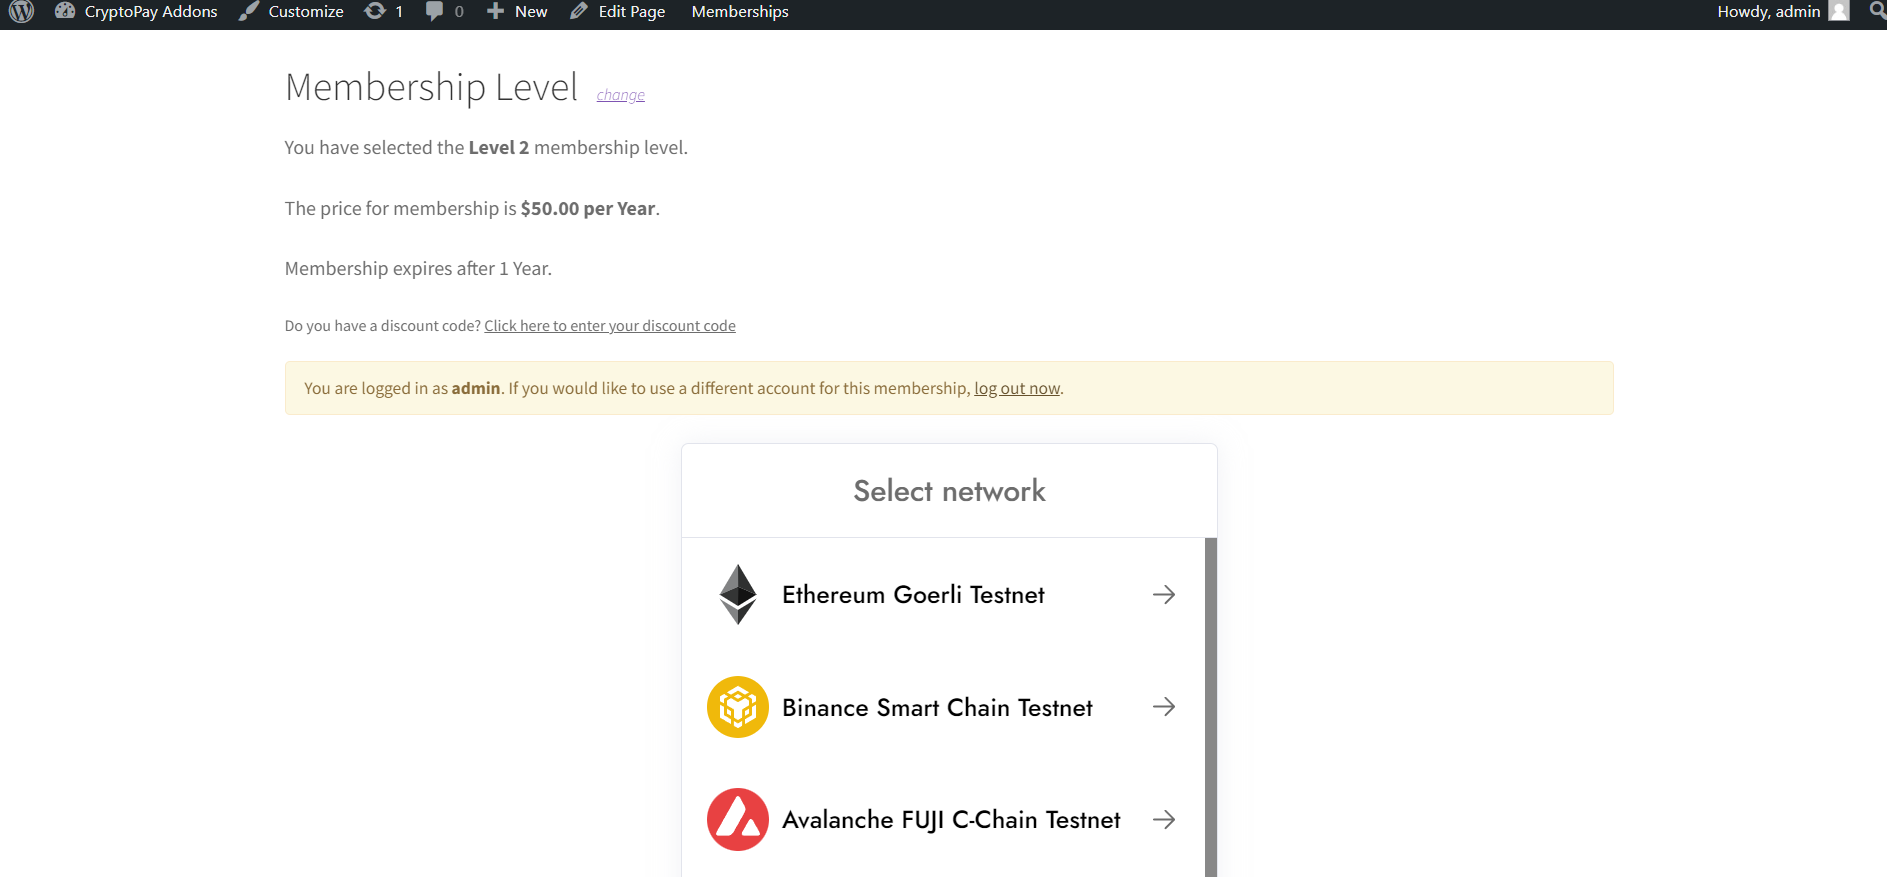 CryptoPay Addons Customize 1 0 New Edit Page Memberships Howdy, admin
Membership Level change
You have selected the Level 2 membership level.
The price for membership is $50.00 per Year.
Membership expires after 1 Year.
Do you have a discount code? Click here to enter your discount code
You are logged in as admin. If you would like to use a different account for this membership, log out now.
Select network
Ethereum Goerli Testnet
Binance Smart Chain Testnet
Avalanche FUJI C-Chain Testnet